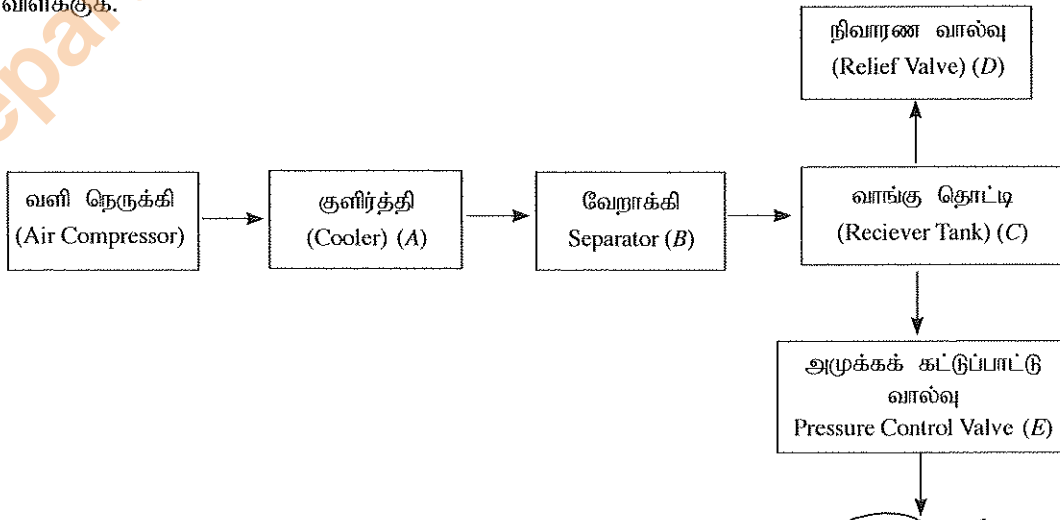 விளக்குக.
நிவாரண வால்வு
(Relief Valve) (D)
வளி நெருக்கி
(Air Compressor)
குளிர்த்தி
(Cooler) (A)
வேறாக்கி
Separator (B)
வாங்கு தொட்டி
(Reciever Tank) (C)
அமுக்கக் கட்டுப்பாட்டு
வால்வு
Pressure Control Valve (E)